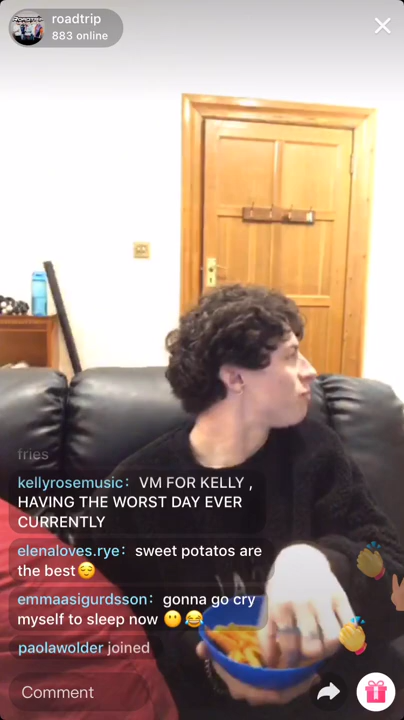 roadtrip
883 online
fries
kellyrosemusic: VM FOR KELLY ,
HAVING THE WORST DAY EVER
CURRENTLY
elenaloves.rye: sweet potatos are
the best😌
emmaasigurdsson: gonna go cry
myself to sleep now 😶😂
paolawolder joined
Comment